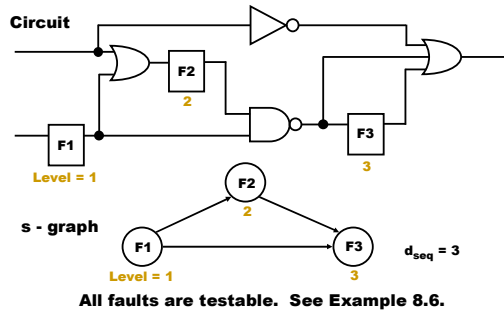 Circuit
F2
2
F1
Level = 1
F3
3
F2
2
s - graph
F1
F3
d_seq = 3
Level = 1
3
All faults are testable. See Example 8.6.